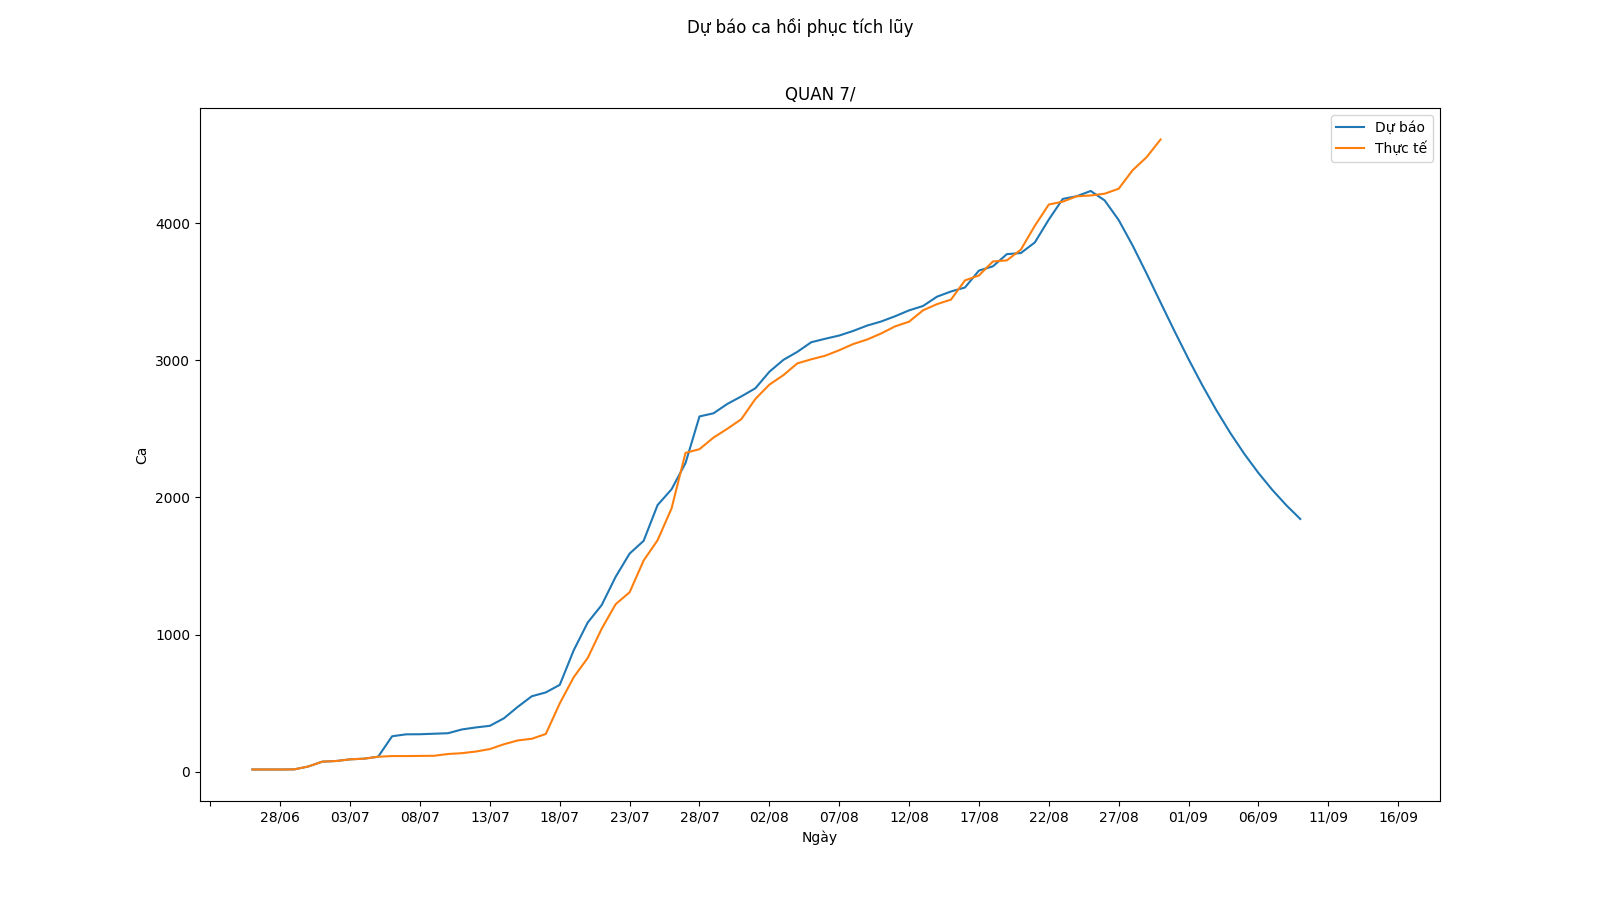 Dự báo ca hồi phục tích lũy
QUAN 7/
Dự báo
Thực tế
4000
3000
2000
1000
0
Ca
28/06 03/07 08/07 13/07 18/07 23/07 28/07 02/08 07/08 12/08 17/08 22/08 27/08 01/09 06/09 11/09 16/09
Ngày